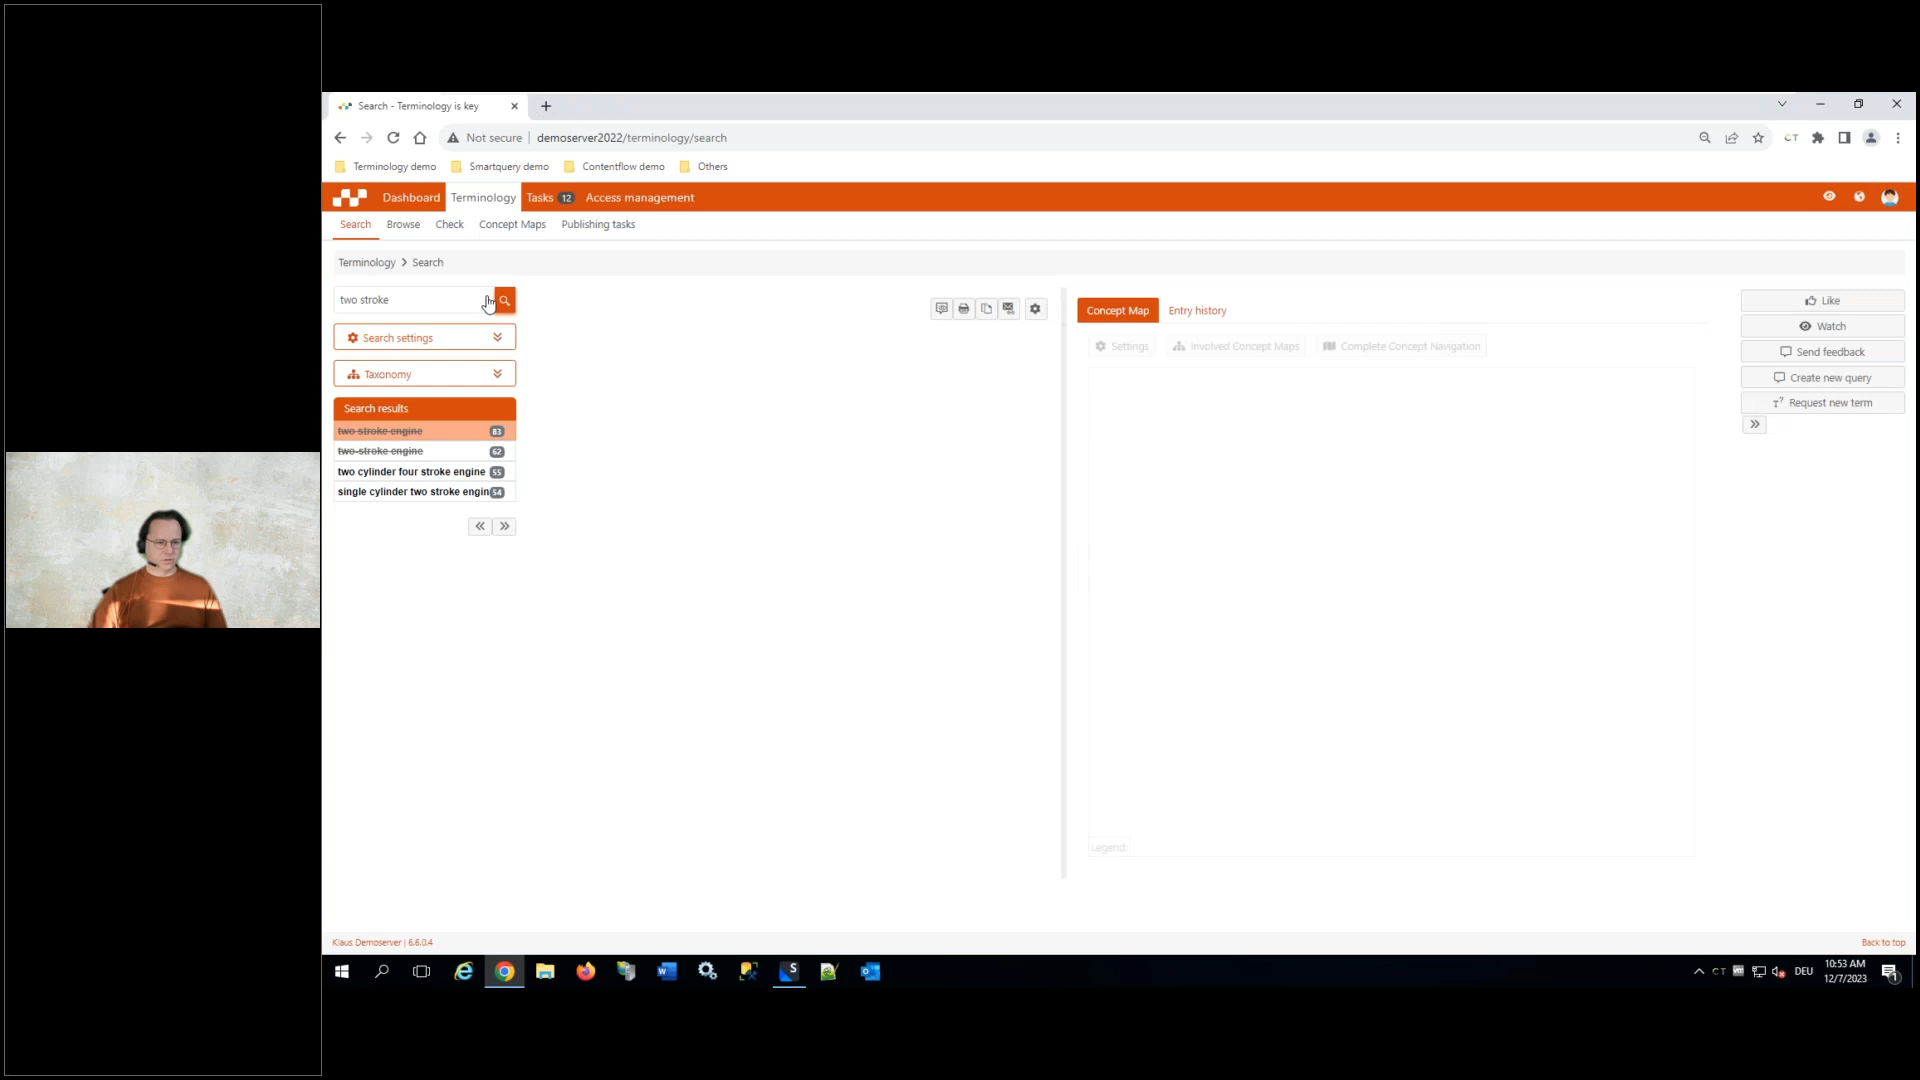 Search - Terminology is key
Not secure
demoserver2022/terminology/search
CT
Terminology demo
Smartquery demo
Contentflow demo
Others
Dashboard
Terminology
Tasks 12
Access management
Search
Browse
Check
Concept Maps
Publishing tasks
Terminology > Search
two stroke
Search settings
Taxonomy
Search results
two stroke engine 83
two-stroke engine 62
two cylinder four stroke engine 55
single cylinder two stroke engin 54
Concept Map
Entry history
Settings
Involved Concept Maps
Complete Concept Navigation
Legend:
Like
Watch
Send feedback
Create new query
Request new term
Klaus Demoserver | 6.6.0.4
Back to top
CT
DEU
10:53 AM
12/7/2023
1